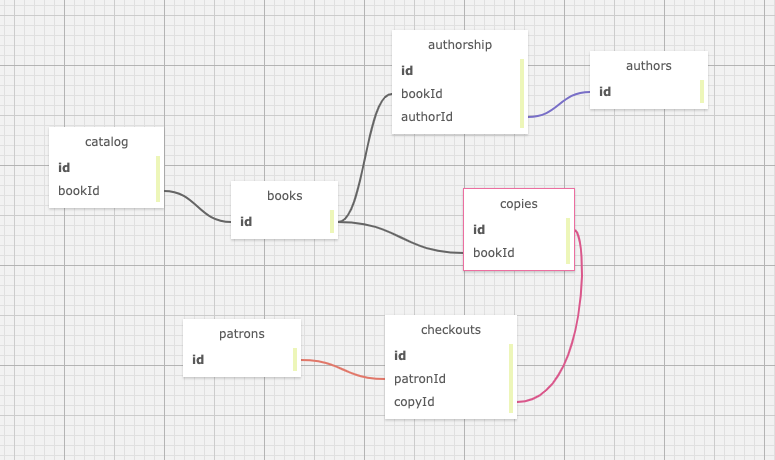 authorship
id
bookId
authorId
authors
id
catalog
id
bookId
books
id
copies
id
bookId
patrons
id
checkouts
id
patronId
copyId